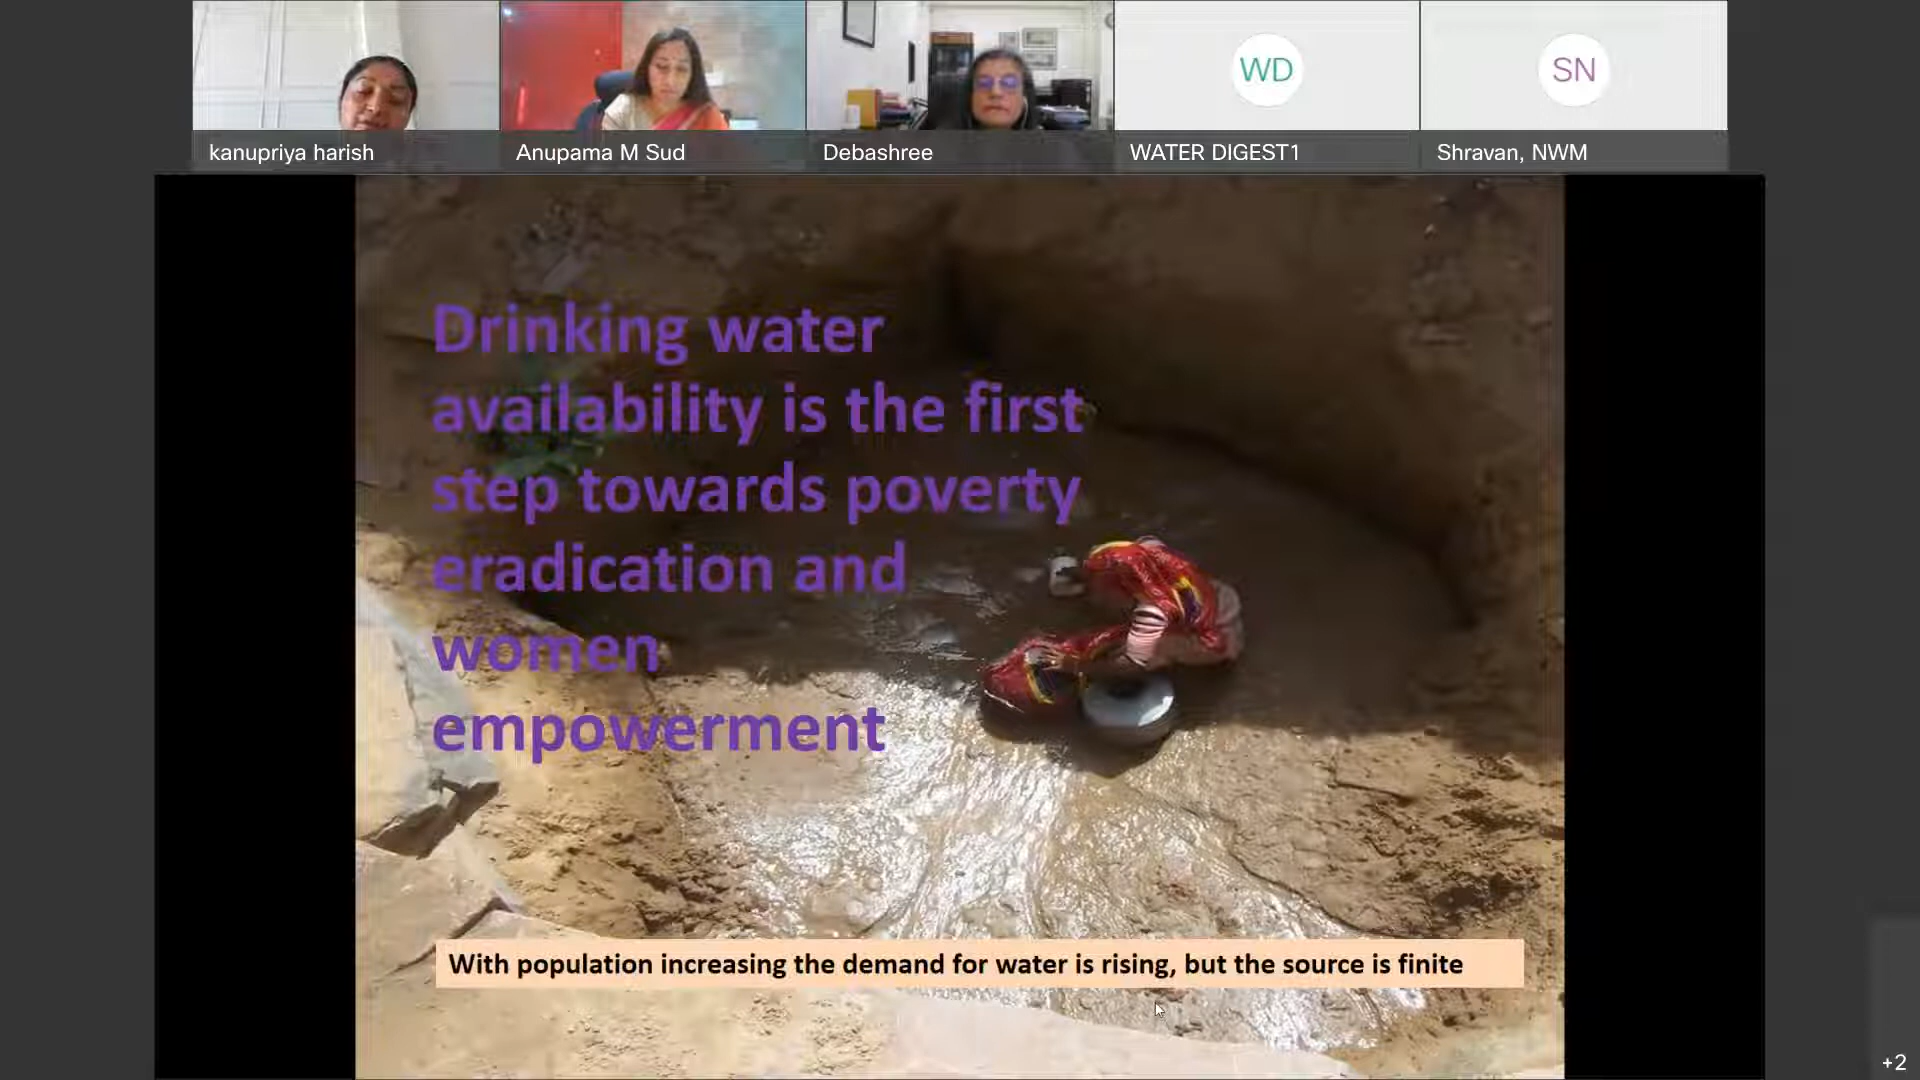 WD
SN
kanupriya harish
Anupama M Sud
Debashree
WATER DIGEST1
Shravan, NWM
Drinking water
availability is the first
step towards poverty
eradication and
women
empowerment
With population increasing the demand for water is rising, but the source is finite
+2